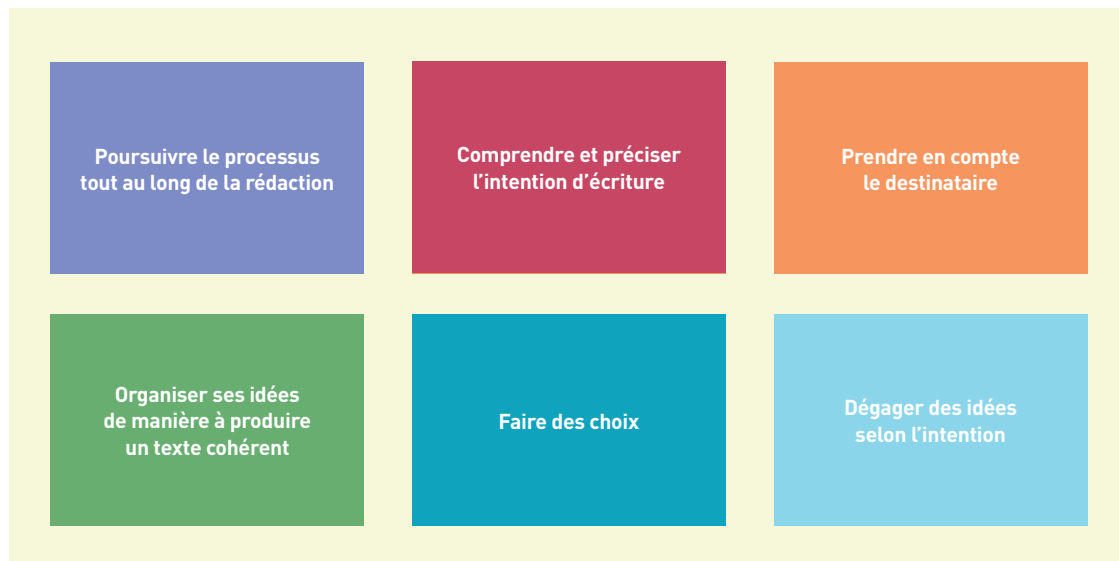 Poursuivre le processus
tout au long de la rédaction
Comprendre et préciser
l'intention d'écriture
Prendre en compte
le destinataire
Organiser ses idées
de manière à produire
un texte cohérent
Faire des choix
Dégager des idées
selon l'intention